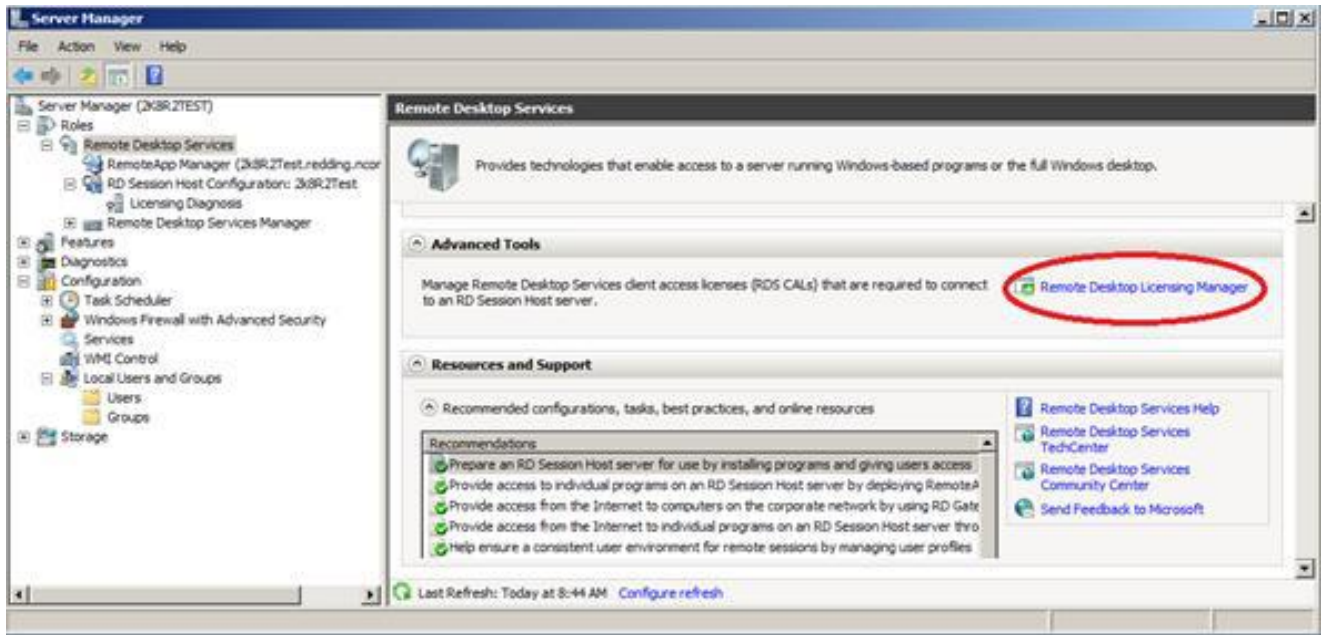 Server Manager
File Action View Help
Server Manager (2K8R2TEST)
Roles
Remote Desktop Services
RemoteApp Manager (2k8R2Test.redding.ncor
RD Session Host Configuration: 2k8R2Test
Licensing Diagnosis
Remote Desktop Services Manager
Features
Diagnostics
Configuration
Task Scheduler
Windows Firewall with Advanced Security
Services
WMI Control
Local Users and Groups
Users
Groups
Storage
Remote Desktop Services
Provides technologies that enable access to a server running Windows-based programs or the full Windows desktop.
Advanced Tools
Manage Remote Desktop Services client access licenses (RDS CALs) that are required to connect
to an RD Session Host server.
Remote Desktop Licensing Manager
Resources and Support
Recommended configurations, tasks, best practices, and online resources
Recommendations
Prepare an RD Session Host server for use by installing programs and giving users access
Provide access to individual programs on an RD Session Host server by deploying RemoteA
Provide access from the Internet to computers on the corporate network by using RD Gate
Provide access from the Internet to individual programs on an RD Session Host server thro
Help ensure a consistent user environment for remote sessions by managing user profiles
Remote Desktop Services Help
Remote Desktop Services
TechCenter
Remote Desktop Services
Community Center
Send Feedback to Microsoft
Last Refresh: Today at 8:44 AM Configure refresh